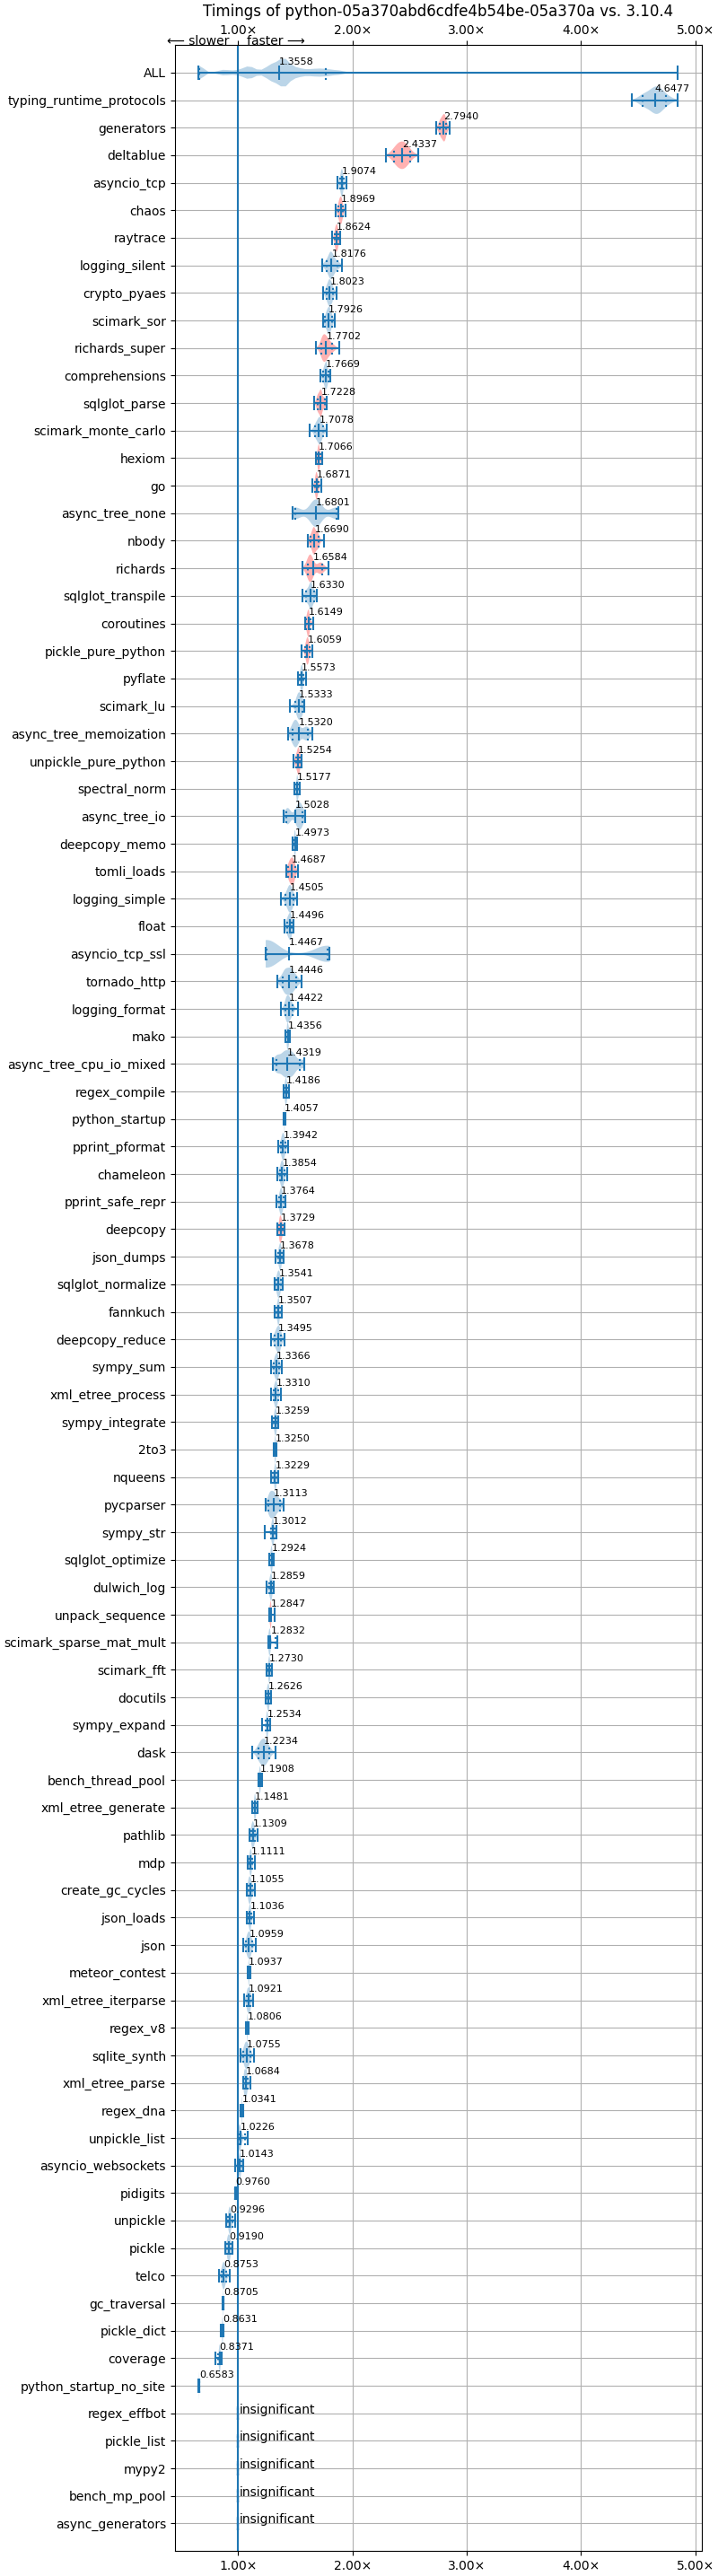 Timings of python-05a370abd6cdfe4b54be-05a370a vs. 3.10.4
⟵ slower faster ⟶
1.00× 2.00× 3.00× 4.00× 5.00×
ALL 1.3558
typing_runtime_protocols 4.6477
generators 2.7940
deltablue 2.4337
asyncio_tcp 1.9074
chaos 1.8969
raytrace 1.8624
logging_silent 1.8176
crypto_pyaes 1.8023
scimark_sor 1.7926
richards_super 1.7702
comprehensions 1.7669
sqlglot_parse 1.7228
scimark_monte_carlo 1.7078
hexiom 1.7066
go 1.6871
async_tree_none 1.6801
nbody 1.6690
richards 1.6584
sqlglot_transpile 1.6330
coroutines 1.6149
pickle_pure_python 1.6059
pyflate 1.5573
scimark_lu 1.5333
async_tree_memoization 1.5320
unpickle_pure_python 1.5254
spectral_norm 1.5177
async_tree_io 1.5028
deepcopy_memo 1.4973
tomli_loads 1.4687
logging_simple 1.4505
float 1.4496
asyncio_tcp_ssl 1.4467
tornado_http 1.4446
logging_format 1.4422
mako 1.4356
async_tree_cpu_io_mixed 1.4319
regex_compile 1.4186
python_startup 1.4057
pprint_pformat 1.3942
chameleon 1.3854
pprint_safe_repr 1.3764
deepcopy 1.3729
json_dumps 1.3678
sqlglot_normalize 1.3541
fannkuch 1.3507
deepcopy_reduce 1.3495
sympy_sum 1.3366
xml_etree_process 1.3310
sympy_integrate 1.3259
2to3 1.3250
nqueens 1.3229
pycparser 1.3113
sympy_str 1.3012
sqlglot_optimize 1.2924
dulwich_log 1.2859
unpack_sequence 1.2847
scimark_sparse_mat_mult 1.2832
scimark_fft 1.2730
docutils 1.2626
sympy_expand 1.2534
dask 1.2234
bench_thread_pool 1.1908
xml_etree_generate 1.1481
pathlib 1.1309
mdp 1.1111
create_gc_cycles 1.1055
json_loads 1.1036
json 1.0959
meteor_contest 1.0937
xml_etree_iterparse 1.0921
regex_v8 1.0806
sqlite_synth 1.0755
xml_etree_parse 1.0684
regex_dna 1.0341
unpickle_list 1.0226
asyncio_websockets 1.0143
pidigits 0.9760
unpickle 0.9296
pickle 0.9190
telco 0.8753
gc_traversal 0.8705
pickle_dict 0.8631
coverage 0.8371
python_startup_no_site 0.6583
regex_effbot insignificant
pickle_list insignificant
mypy2 insignificant
bench_mp_pool insignificant
async_generators insignificant
1.00× 2.00× 3.00× 4.00× 5.00×